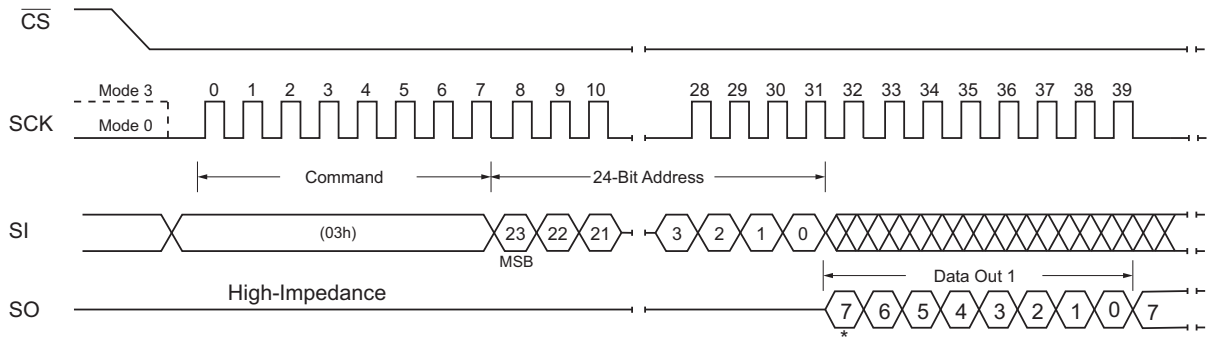 CS
Mode 3 0 1 2 3 4 5 6 7 8 9 10 28 29 30 31 32 33 34 35 36 37 38 39
SCK
Mode 0
Command 24-Bit Address
SI (03h) 23 22 21 3 2 1 0
MSB
Data Out 1
High-Impedance
SO 7 6 5 4 3 2 1 0 7
*